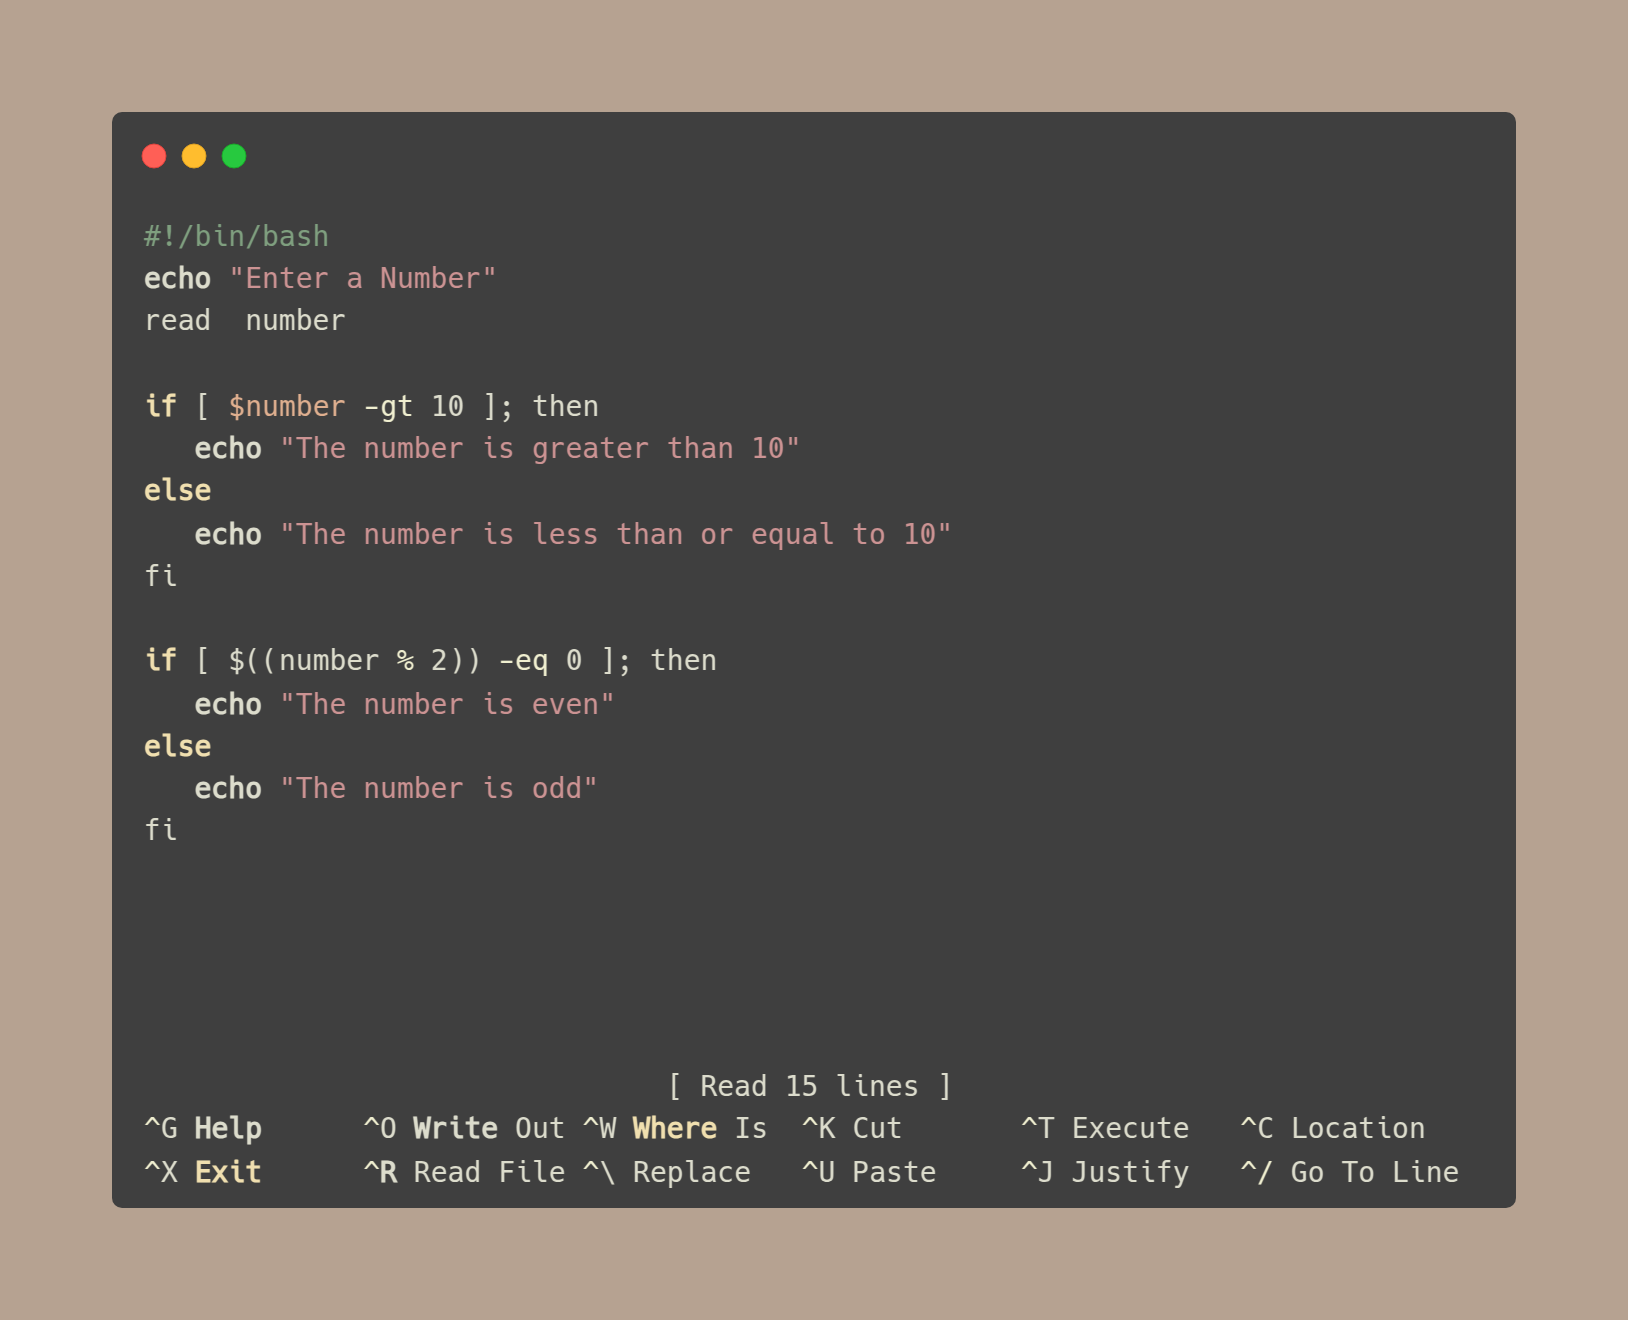 #!/bin/bash
echo "Enter a Number"
read  number
if [ $number -gt 10 ]; then
   echo "The number is greater than 10"
else
   echo "The number is less than or equal to 10"
fi
if [ $((number % 2)) -eq 0 ]; then
   echo "The number is even"
else
   echo "The number is odd"
fi
[ Read 15 lines ]
^G Help      ^O Write Out ^W Where Is  ^K Cut       ^T Execute   ^C Location
^X Exit      ^R Read File ^\ Replace   ^U Paste     ^J Justify   ^/ Go To Line